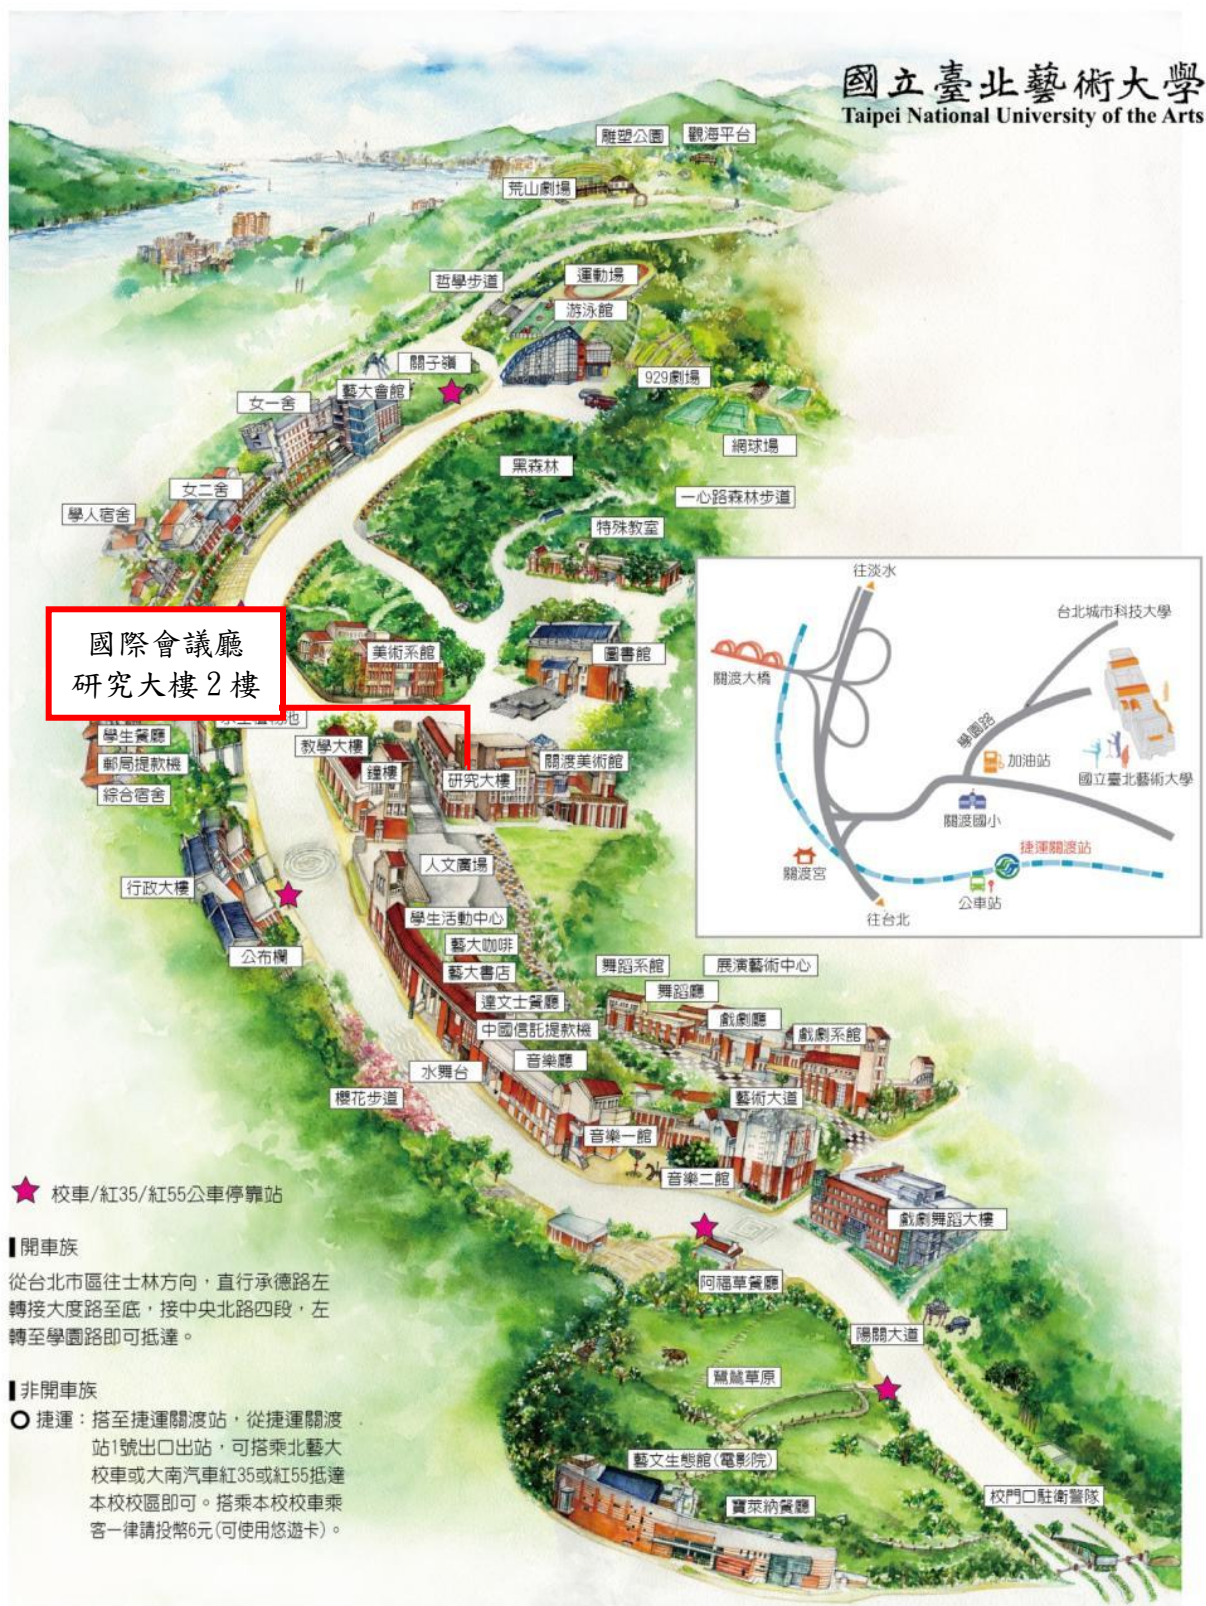 國立臺北藝術大學
Taipei National University of the Arts
雕塑公園
觀海平台
荒山劇場
哲學步道
運動場
游泳館
關子嶺
929劇場
藝大會館
女一舍
網球場
黑森林
女二舍
一心路森林步道
學人宿舍
特殊教室
國際會議廳
研究大樓2樓
美術系館
圖書館
學生餐廳
教學大樓
郵局提款機
鐘樓
研究大樓
關渡美術館
綜合宿舍
人文廣場
行政大樓
學生活動中心
藝大咖啡
公布欄
藝大書店
達文士餐廳
中國信託提款機
音樂廳
水舞台
櫻花步道
舞蹈系館
展演藝術中心
舞蹈廳
戲劇廳
戲劇系館
藝術大道
音樂一館
音樂二館
戲劇舞蹈大樓
阿福草餐廳
陽關大道
鷺鷥草原
藝文生態館(電影院)
寶萊納餐廳
校門口駐衛警隊
往淡水
台北城市科技大學
關渡大橋
學園路
加油站
國立臺北藝術大學
關渡國小
捷運關渡站
關渡宮
公車站
往台北
校車/紅35/紅55公車停靠站
開車族
從台北市區往士林方向，直行承德路左
轉接大度路至底，接中央北路四段，左
轉至學園路即可抵達。
非開車族
捷運：搭至捷運關渡站，從捷運關渡
站1號出口出站，可搭乘北藝大
校車或大南汽車紅35或紅55抵達
本校校區即可。搭乘本校校車乘
客一律請投幣6元(可使用悠遊卡)。